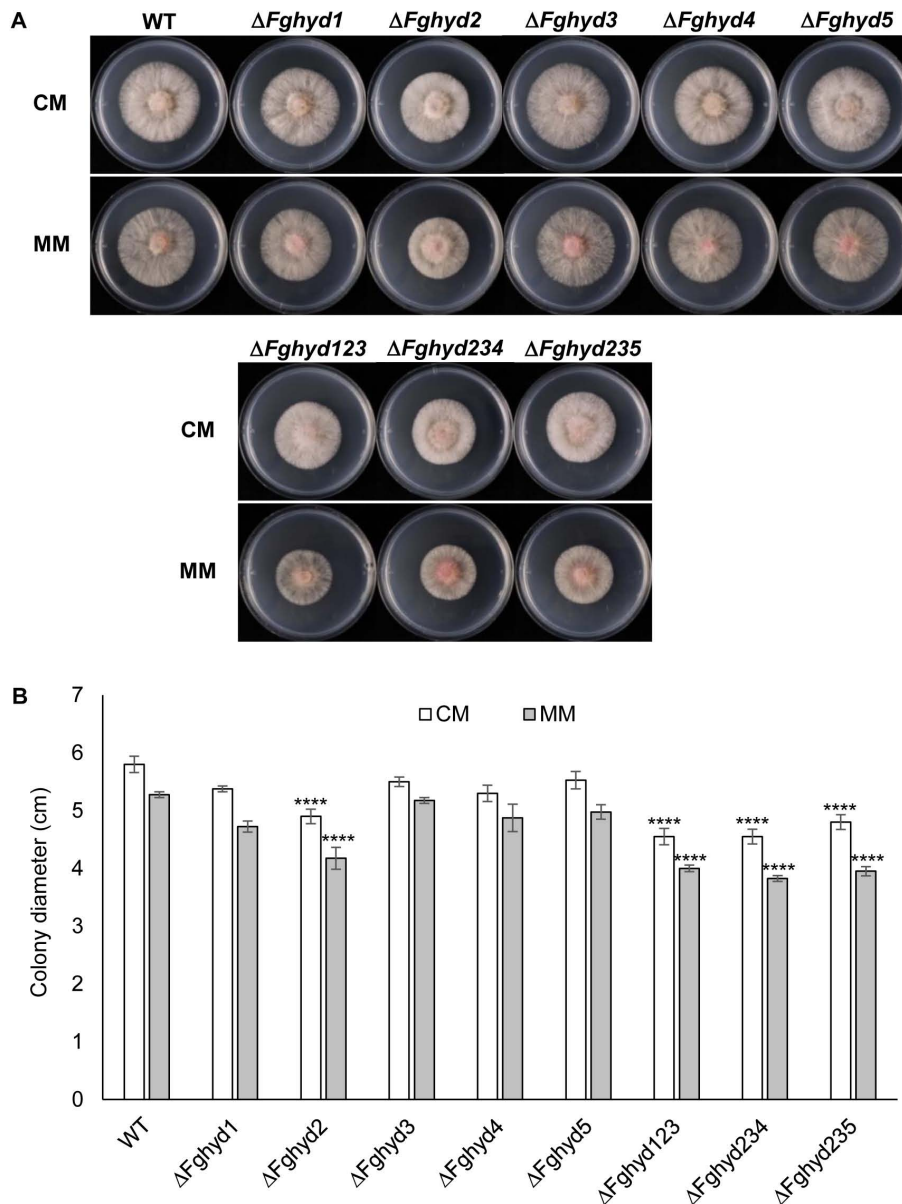 A
WT ΔFghyd1 ΔFghyd2 ΔFghyd3 ΔFghyd4 ΔFghyd5
CM
MM
ΔFghyd123 ΔFghyd234 ΔFghyd235
CM
MM
B
7
CM MM
6
****
****
5
****
****
****
****
****
****
4
3
2
1
0
Colony diameter (cm)
WT ΔFghyd1 ΔFghyd2 ΔFghyd3 ΔFghyd4 ΔFghyd5 ΔFghyd123 ΔFghyd234 ΔFghyd235